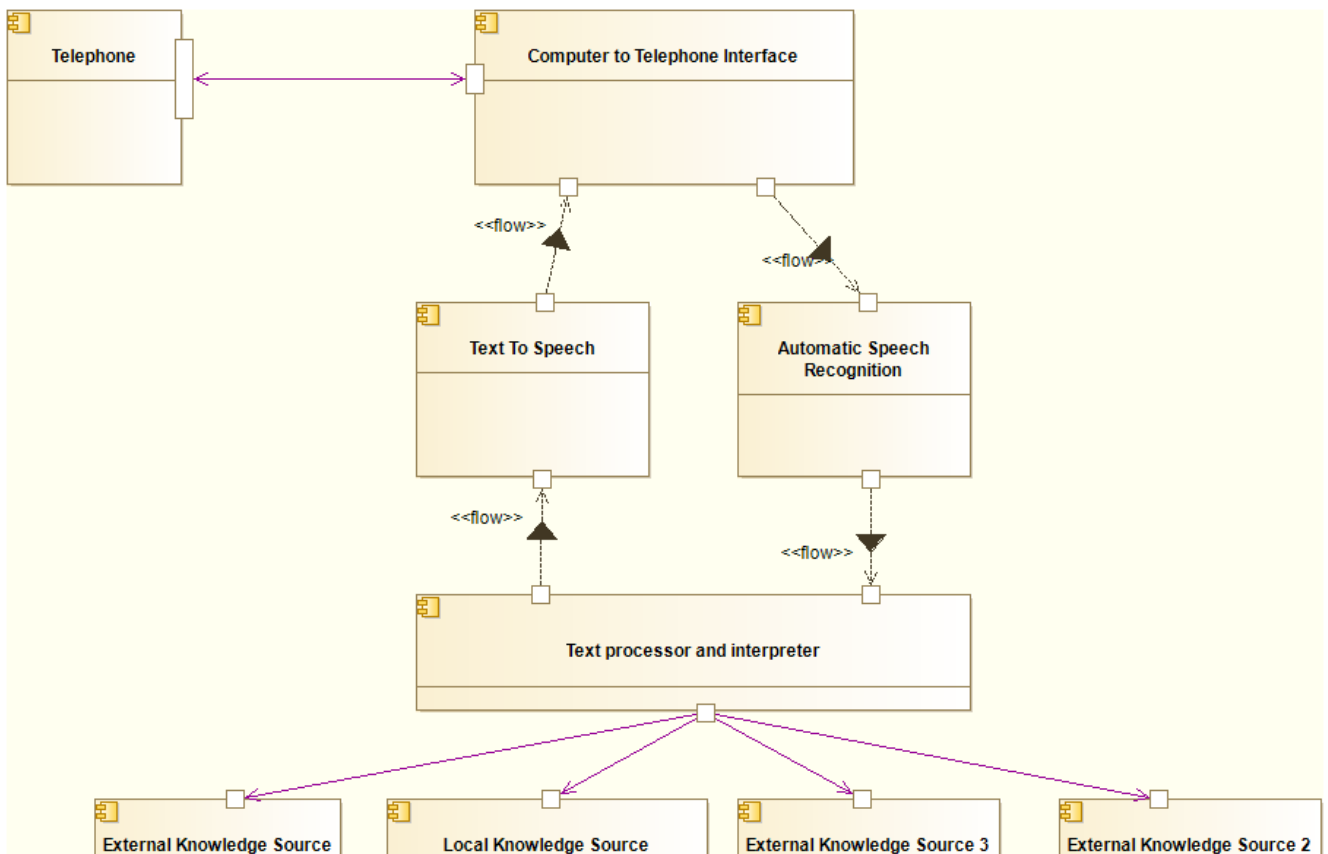 Telephone
Computer to Telephone Interface
<<flow>>
<<flow>>
Text To Speech
Automatic Speech
Recognition
<<flow>>
<<flow>>
Text processor and interpreter
External Knowledge Source
Local Knowledge Source
External Knowledge Source 3
External Knowledge Source 2